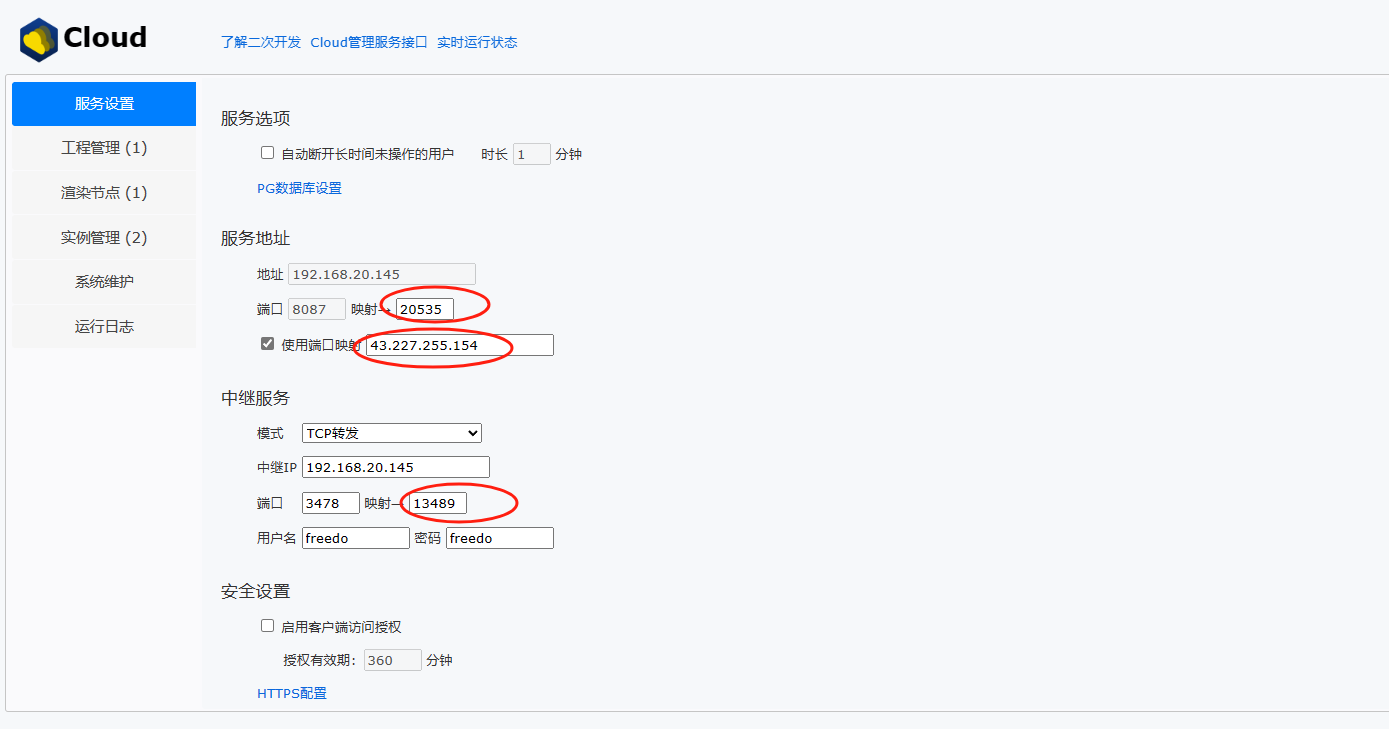 Cloud
了解二次开发 Cloud管理服务接口 实时运行状态
服务设置
工程管理 (1)
渲染节点 (1)
实例管理 (2)
系统维护
运行日志
服务选项
自动断开长时间未操作的用户 时长 1 分钟
PG数据库设置
服务地址
地址 192.168.20.145
端口 8087 映射→ 20535
使用端口映射 43.227.255.154
中继服务
模式 TCP转发
中继IP 192.168.20.145
端口 3478 映射→ 13489
用户名 freedo 密码 freedo
安全设置
启用客户端访问授权
授权有效期: 360 分钟
HTTPS配置